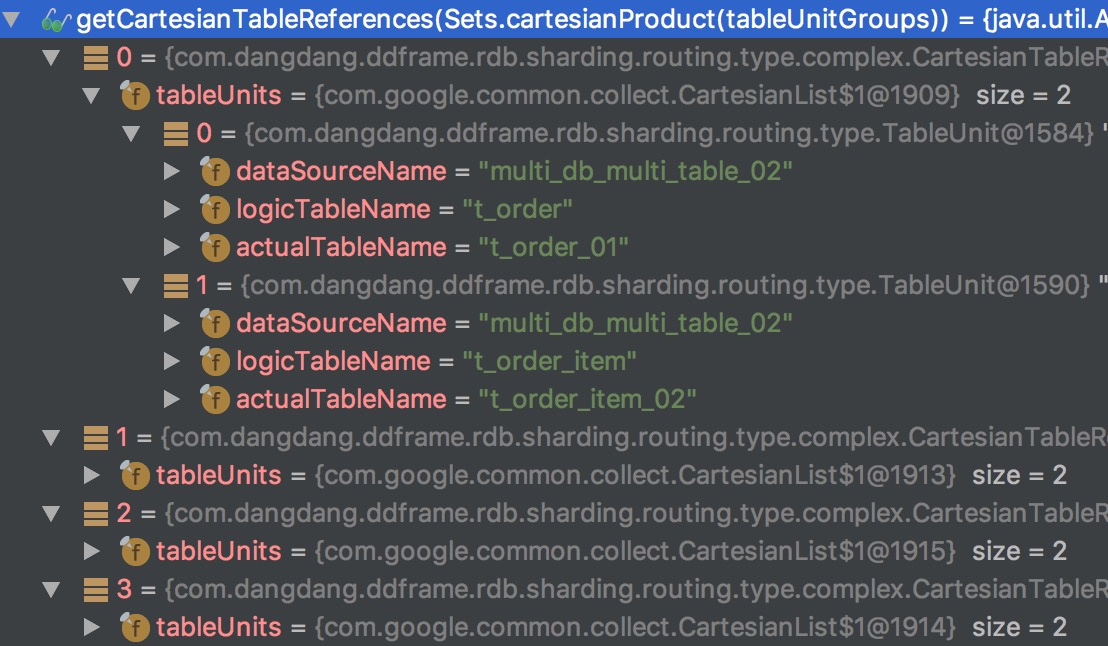 getCartesianTableReferences(Sets.cartesianProduct(tableUnitGroups)) = {java.util.A
0 = {com.dangdang.ddframe.rdb.sharding.routing.type.complex.CartesianTableR
f tableUnits = {com.google.common.collect.CartesianList$1@1909} size = 2
0 = {com.dangdang.ddframe.rdb.sharding.routing.type.TableUnit@1584} "
f dataSourceName = "multi_db_multi_table_02"
f logicTableName = "t_order"
f actualTableName = "t_order_01"
1 = {com.dangdang.ddframe.rdb.sharding.routing.type.TableUnit@1590} "
f dataSourceName = "multi_db_multi_table_02"
f logicTableName = "t_order_item"
f actualTableName = "t_order_item_02"
1 = {com.dangdang.ddframe.rdb.sharding.routing.type.complex.CartesianTableR
f tableUnits = {com.google.common.collect.CartesianList$1@1913} size = 2
2 = {com.dangdang.ddframe.rdb.sharding.routing.type.complex.CartesianTableR
f tableUnits = {com.google.common.collect.CartesianList$1@1915} size = 2
3 = {com.dangdang.ddframe.rdb.sharding.routing.type.complex.CartesianTableR
f tableUnits = {com.google.common.collect.CartesianList$1@1914} size = 2